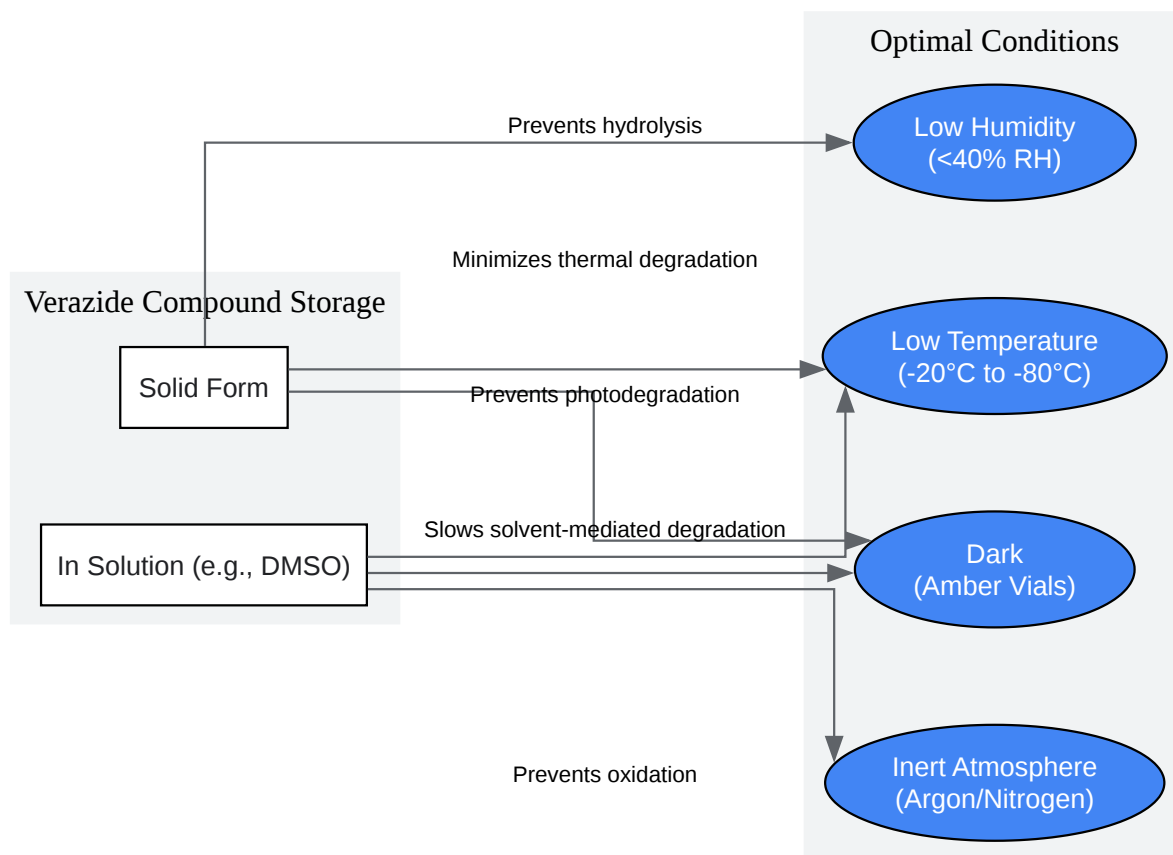 Optimal Conditions
Prevents hydrolysis
Low Humidity
(<40% RH)
Minimizes thermal degradation
Verazide Compound Storage
Low Temperature
(-20°C to -80°C)
Solid Form
Prevents photodegradation
Slows solvent-mediated degradation
In Solution (e.g., DMSO)
Dark
(Amber Vials)
Prevents oxidation
Inert Atmosphere
(Argon/Nitrogen)